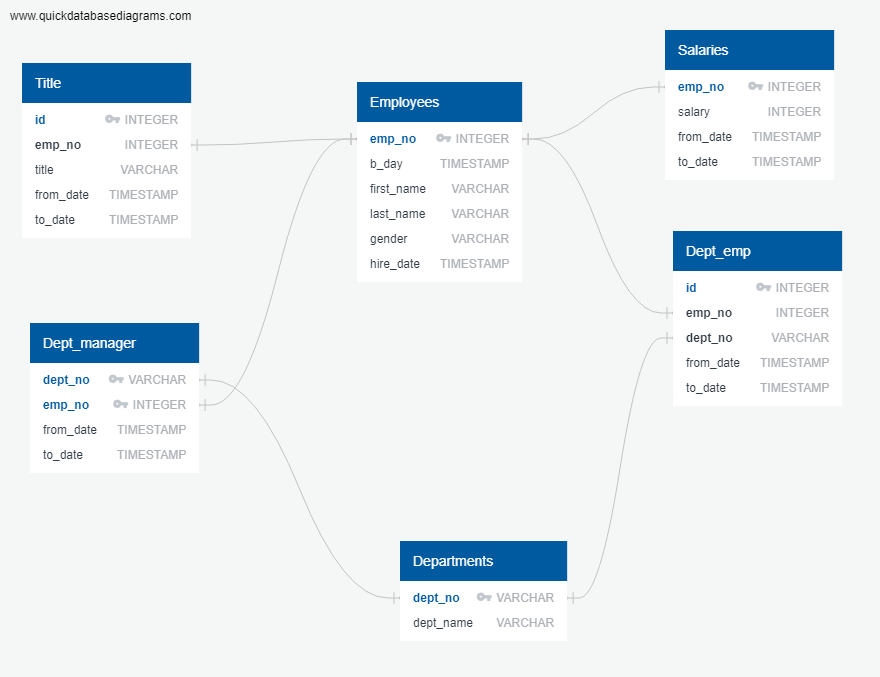 www.quickdatabasediagrams.com
Title
id INTEGER
emp_no INTEGER
title VARCHAR
from_date TIMESTAMP
to_date TIMESTAMP
Employees
emp_no INTEGER
b_day TIMESTAMP
first_name VARCHAR
last_name VARCHAR
gender VARCHAR
hire_date TIMESTAMP
Salaries
emp_no INTEGER
salary INTEGER
from_date TIMESTAMP
to_date TIMESTAMP
Dept_emp
id INTEGER
emp_no INTEGER
dept_no VARCHAR
from_date TIMESTAMP
to_date TIMESTAMP
Dept_manager
dept_no VARCHAR
emp_no INTEGER
from_date TIMESTAMP
to_date TIMESTAMP
Departments
dept_no VARCHAR
dept_name VARCHAR